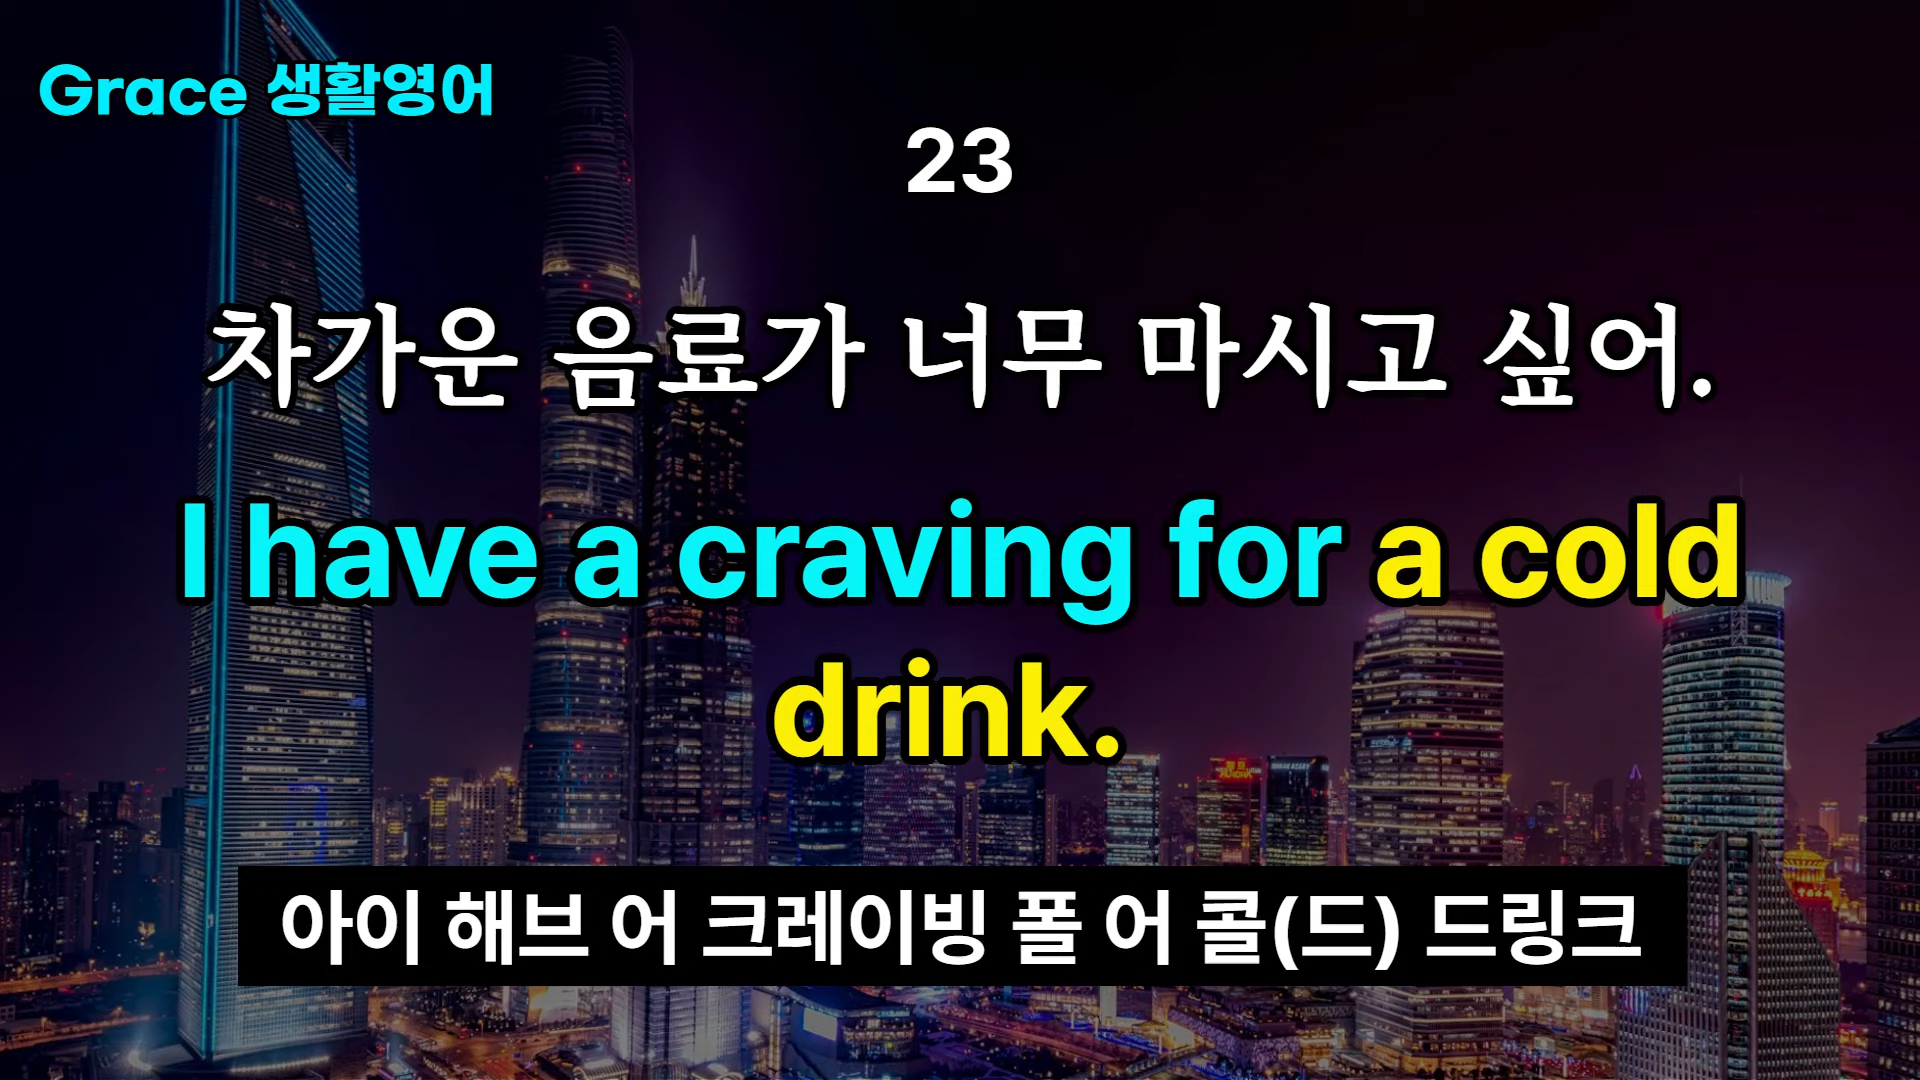 Grace 생활영어
23
차가운 음료가 너무 마시고 싶어.
I have a craving for a cold
drink.
아이 해브 어 크레이빙 폴 어 콜(드) 드링크